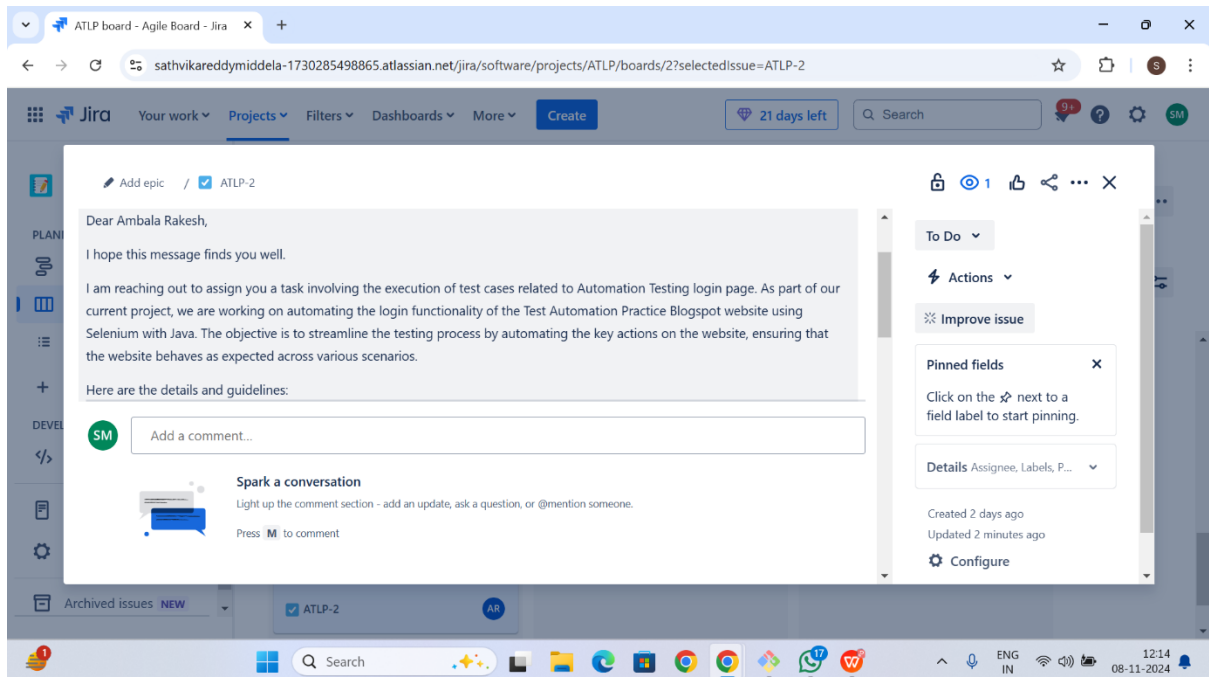 ATLP board - Agile Board - Jira
sathvikareddymiddela-1730285498865.atlassian.net/jira/software/projects/ATLP/boards/2?selectedIssue=ATLP-2
S
Jira Your work Projects Filters Dashboards More Create 21 days left Search 9+ SM
Add epic / ATLP-2 1
PLANI
DEVEL
Dear Ambala Rakesh,
I hope this message finds you well.
I am reaching out to assign you a task involving the execution of test cases related to Automation Testing login page. As part of our
current project, we are working on automating the login functionality of the Test Automation Practice Blogspot website using
Selenium with Java. The objective is to streamline the testing process by automating the key actions on the website, ensuring that
the website behaves as expected across various scenarios.
Here are the details and guidelines:
SM Add a comment...
Spark a conversation
Light up the comment section - add an update, ask a question, or @mention someone.
Press M to comment
To Do
Actions
Improve issue
Pinned fields
Click on the next to a
field label to start pinning.
Details Assignee, Labels, P...
Created 2 days ago
Updated 2 minutes ago
Configure
Archived issues NEW
ATLP-2 AR
1
Search
17
ENG
IN
12:14
08-11-2024